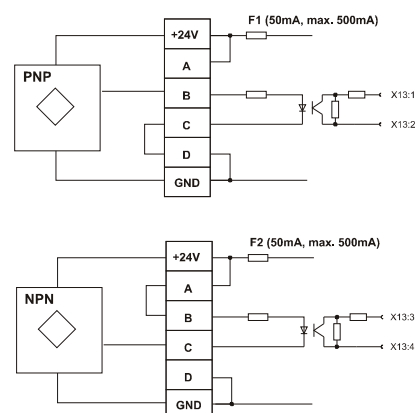 F1 (50mA, max. 500mA)
+24V
A
PNP
B
X13:1
C
X13:2
D
GND
F2 (50mA, max. 500mA)
+24V
A
NPN
B
X13:3
C
X13:4
D
GND